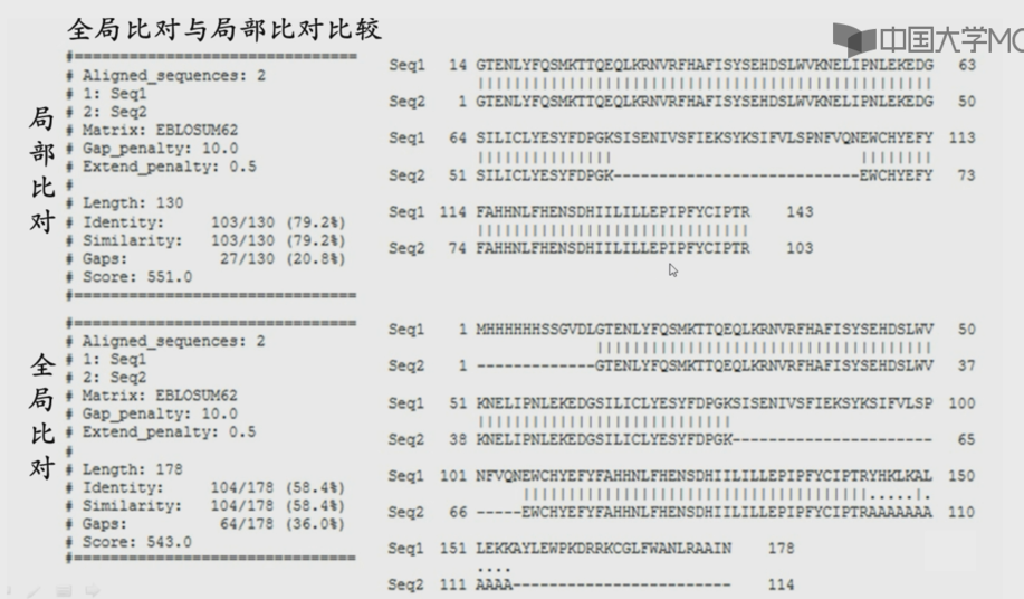 全局比对与局部比对比较
中国大学MO
局部比对
#=======================================
# Aligned_sequences: 2
# 1: Seq1
# 2: Seq2
# Matrix: EBLOSUM62
# Gap_penalty: 10.0
# Extend_penalty: 0.5
#
# Length: 130
# Identity: 103/130 (79.2%)
# Similarity: 103/130 (79.2%)
# Gaps: 27/130 (20.8%)
# Score: 551.0
#=======================================
Seq1 14 GTENLYFQSMKTTQEQLKRNVRFHAFISYSEHDSLWVKNELIPNLEKEDG 63
||||||||||||||||||||||||||||||||||||||||||||||||||
Seq2 1 GTENLYFQSMKTTQEQLKRNVRFHAFISYSEHDSLWVKNELIPNLEKEDG 50
Seq1 64 SILICLYESYFDPGKSISENIVSFIEKSYKSIFVLSPNFVQNEWCHYEFY 113
||||||||||||||| ||||||||
Seq2 51 SILICLYESYFDPGK---------------------------EWCHYEFY 73
Seq1 114 FAHHNLFHENSDHIILILLEPIPFYCIPTR 143
||||||||||||||||||||||||||||||
Seq2 74 FAHHNLFHENSDHIILILLEPIPFYCIPTR 103
全局比对
#=======================================
# Aligned_sequences: 2
# 1: Seq1
# 2: Seq2
# Matrix: EBLOSUM62
# Gap_penalty: 10.0
# Extend_penalty: 0.5
#
# Length: 178
# Identity: 104/178 (58.4%)
# Similarity: 104/178 (58.4%)
# Gaps: 64/178 (36.0%)
# Score: 543.0
#=======================================
Seq1 1 MHHHHHHSSGVDLGTENLYFQSMKTTQEQLKRNVRFHAFISYSEHDSLWV 50
|||||||||||||||||||||||||||||||||||||
Seq2 1 -------------GTENLYFQSMKTTQEQLKRNVRFHAFISYSEHDSLWV 37
Seq1 51 KNELIPNLEKEDGSILICLYESYFDPGKSISENIVSFIEKSYKSIFVLSP 100
||||||||||||||||||||||||||||
Seq2 38 KNELIPNLEKEDGSILICLYESYFDPGK---------------------- 65
Seq1 101 NFVQNEWCHYEFYFAHHNLFHENSDHIILILLEPIPFYCIPTRYHKLKAL 150
||||||||||||||||||||||||||||||||||||||.....|.
Seq2 66 -----EWCHYEFYFAHHNLFHENSDHIILILLEPIPFYCIPTRAAAAAAA 110
Seq1 151 LEKKAYLEWPKDRRKCGLFWANLRAAIN 178
....
Seq2 111 AAAA------------------------ 114